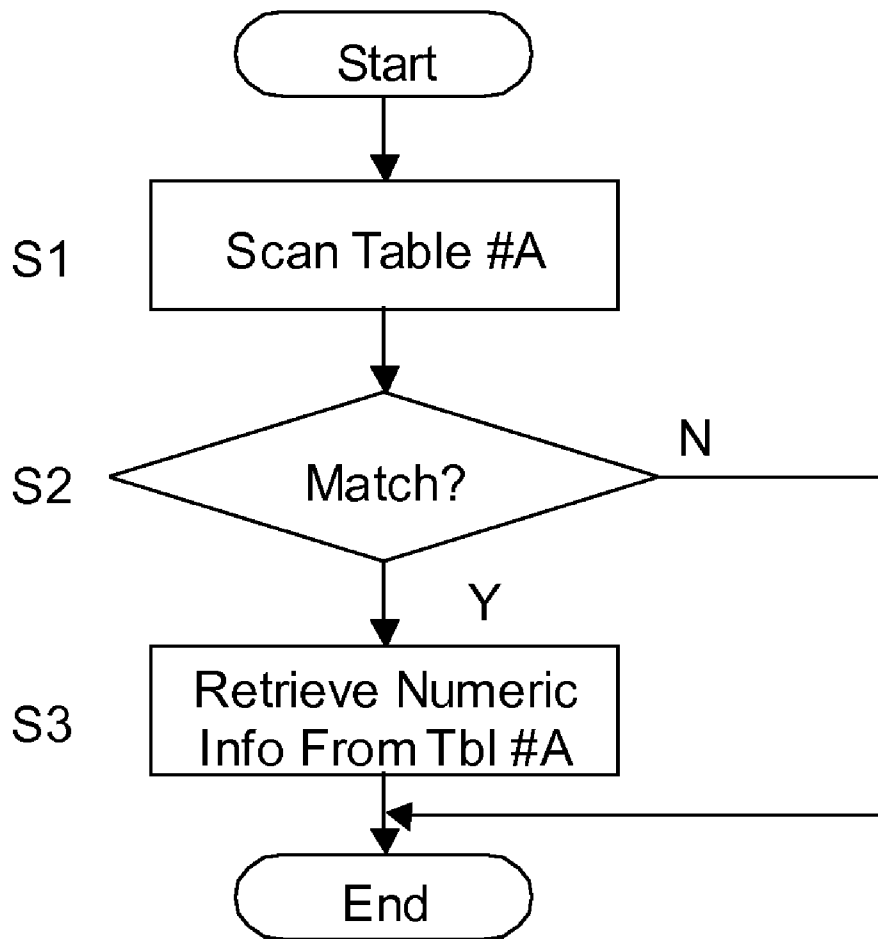 Start
S1
Scan Table #A
S2
Match?
N
Y
S3
Retrieve Numeric
Info From Tbl #A
End